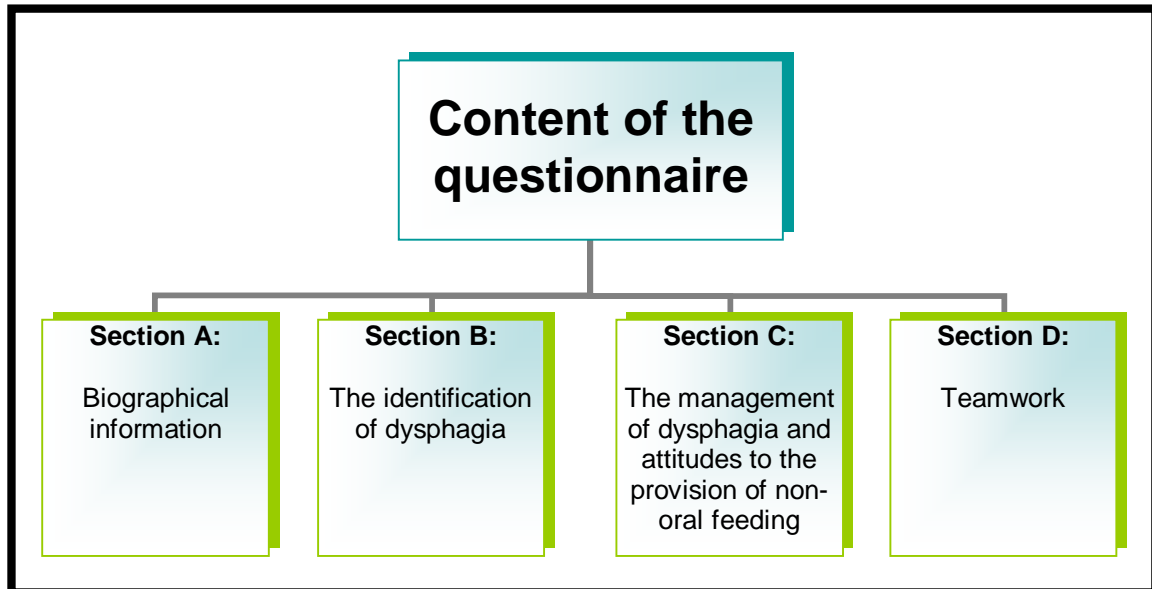 Content of the
questionnaire
Section A:
Biographical
information
Section B:
The identification
of dysphagia
Section C:
The management
of dysphagia and
attitudes to the
provision of non-
oral feeding
Section D:
Teamwork